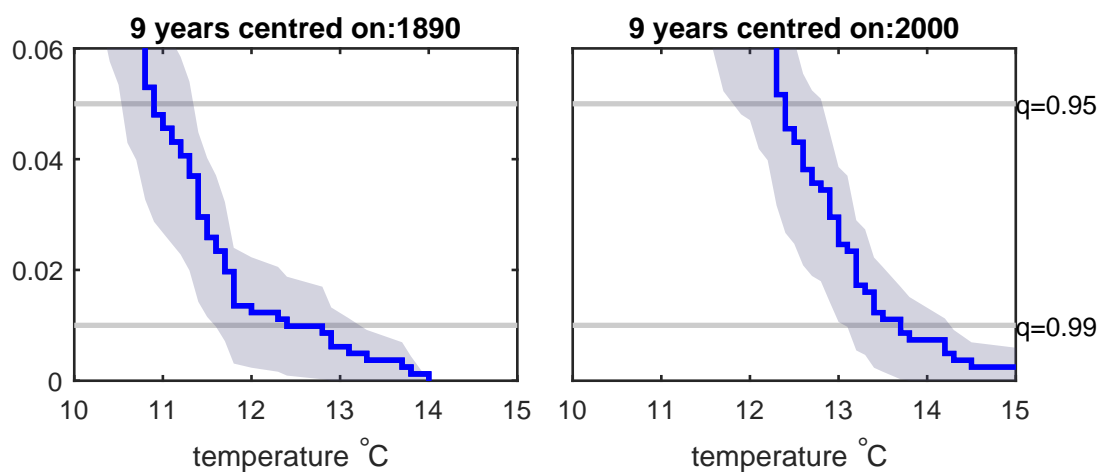 9 years centred on:1890
9 years centred on:2000
0.06
0.04
0.02
0
q=0.95
q=0.99
10 11 12 13 14 15
10 11 12 13 14 15
temperature °C
temperature °C